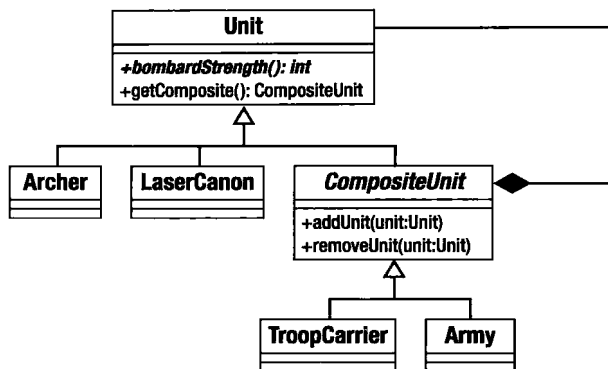 Unit
+bombardStrength(): int
+getComposite(): CompositeUnit
Archer
LaserCanon
CompositeUnit
+addUnit(unit:Unit)
+removeUnit(unit:Unit)
TroopCarrier
Army